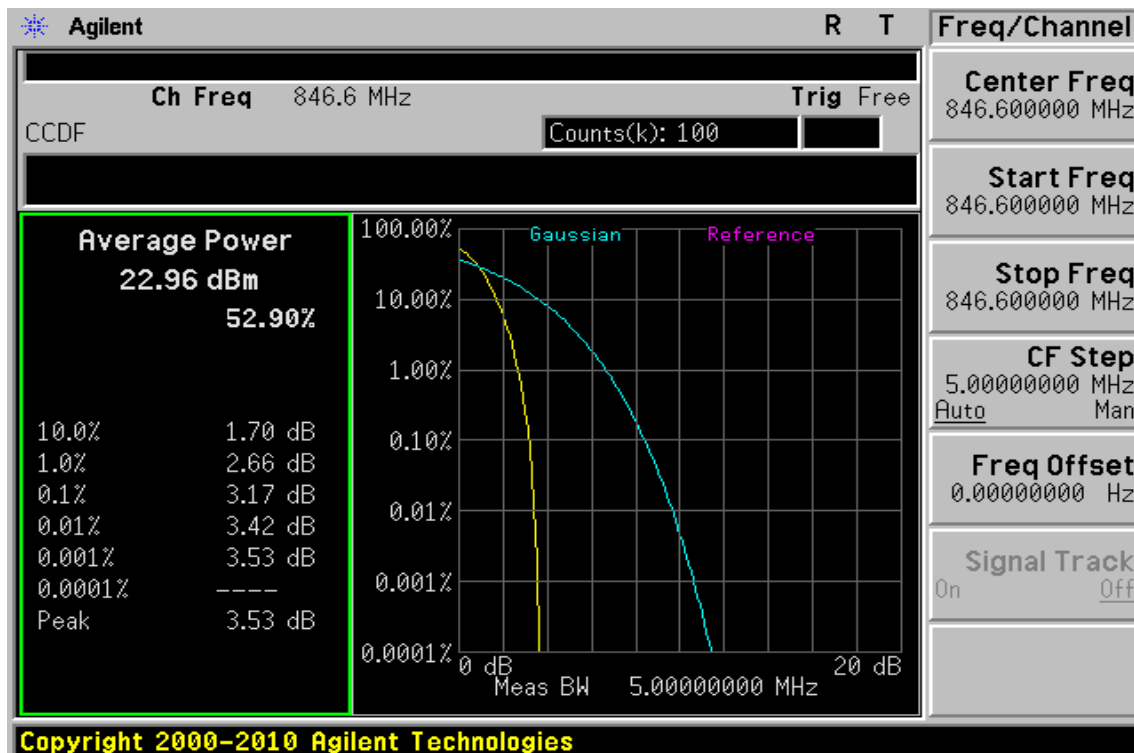 Agilent R T
Ch Freq 846.6 MHz Trig Free
CCDF Counts(k): 100
Average Power
22.96 dBm
52.90%
10.0% 1.70 dB
1.0% 2.66 dB
0.1% 3.17 dB
0.01% 3.42 dB
0.001% 3.53 dB
0.0001% ----
Peak 3.53 dB
Gaussian Reference
100.00%
10.00%
1.00%
0.10%
0.01%
0.001%
0.0001%
0 dB 20 dB
Meas BW 5.00000000 MHz
Freq/Channel
Center Freq
846.600000 MHz
Start Freq
846.600000 MHz
Stop Freq
846.600000 MHz
CF Step
5.00000000 MHz
Auto Man
Freq Offset
0.00000000 Hz
Signal Track
On Off
Copyright 2000-2010 Agilent Technologies